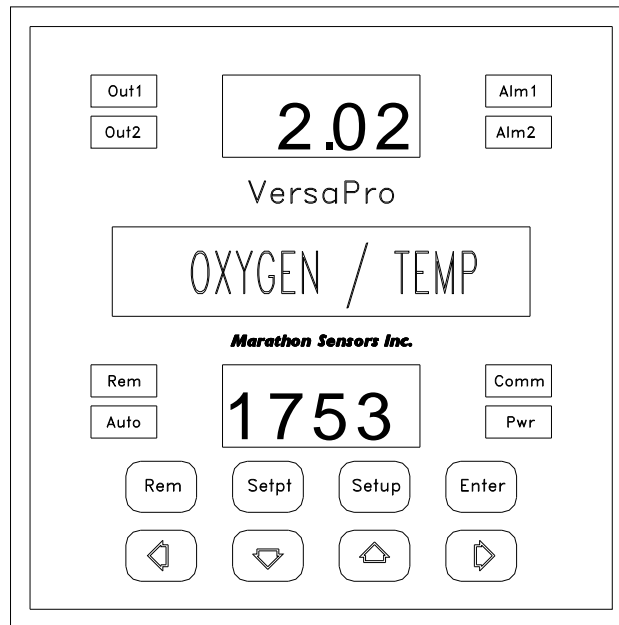 Out1 2.02 Alm1
Out2 Alm2
VersaPro
OXYGEN / TEMP
Marathon Sensors Inc.
Rem 1753 Comm
Auto Pwr
Rem Setpt Setup Enter